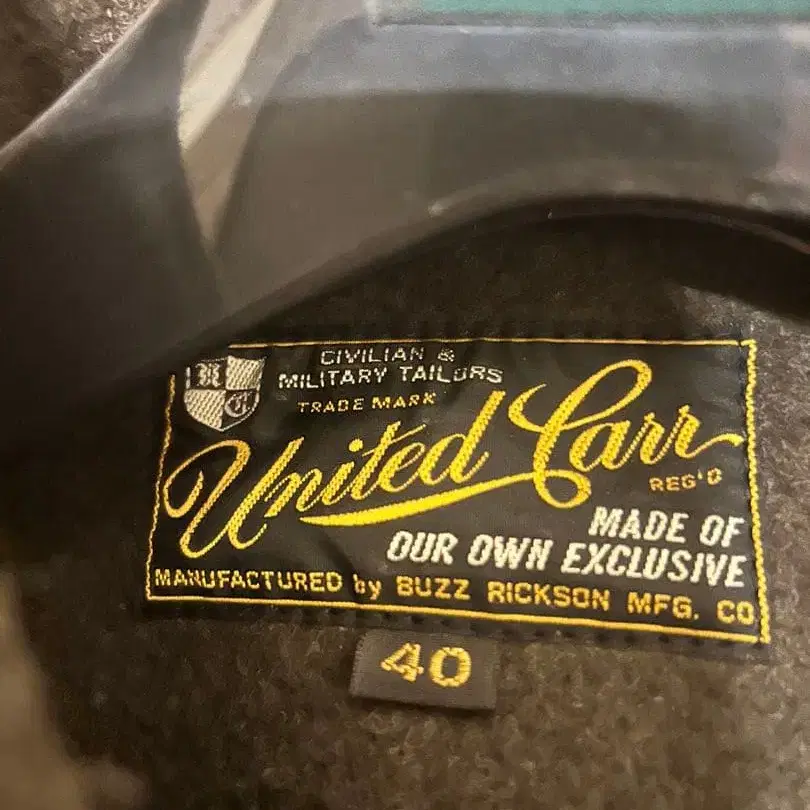 CIVILIAN &
MILITARY TAILORS
TRADE MARK
United Carr
REG'D
MADE OF
OUR OWN EXCLUSIVE
MANUFACTURED by BUZZ RICKSON MFG. CO
40